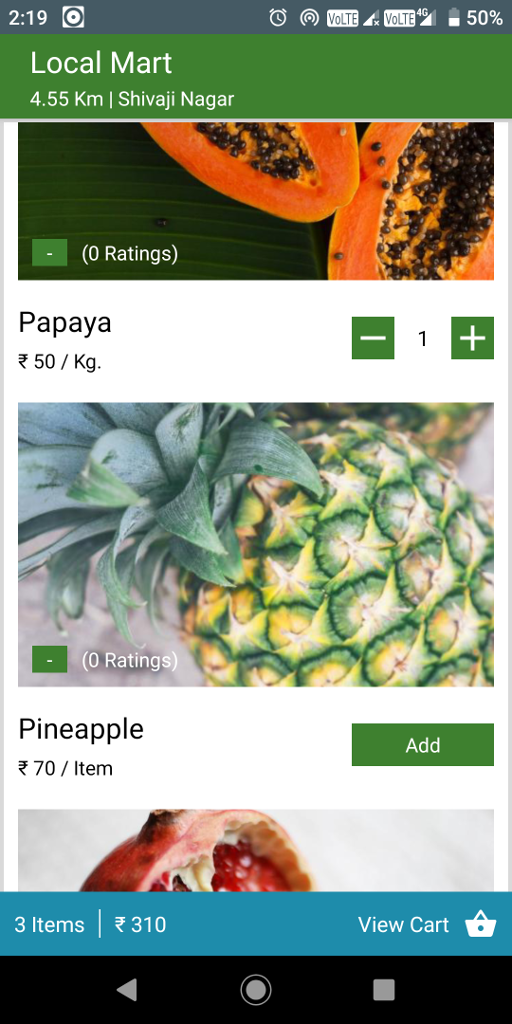 2:19 VoLTE VoLTE 4G 50%
Local Mart
4.55 Km | Shivaji Nagar
- (0 Ratings)
Papaya
₹ 50 / Kg.
1
- (0 Ratings)
Pineapple
₹ 70 / Item
Add
3 Items | ₹ 310 View Cart